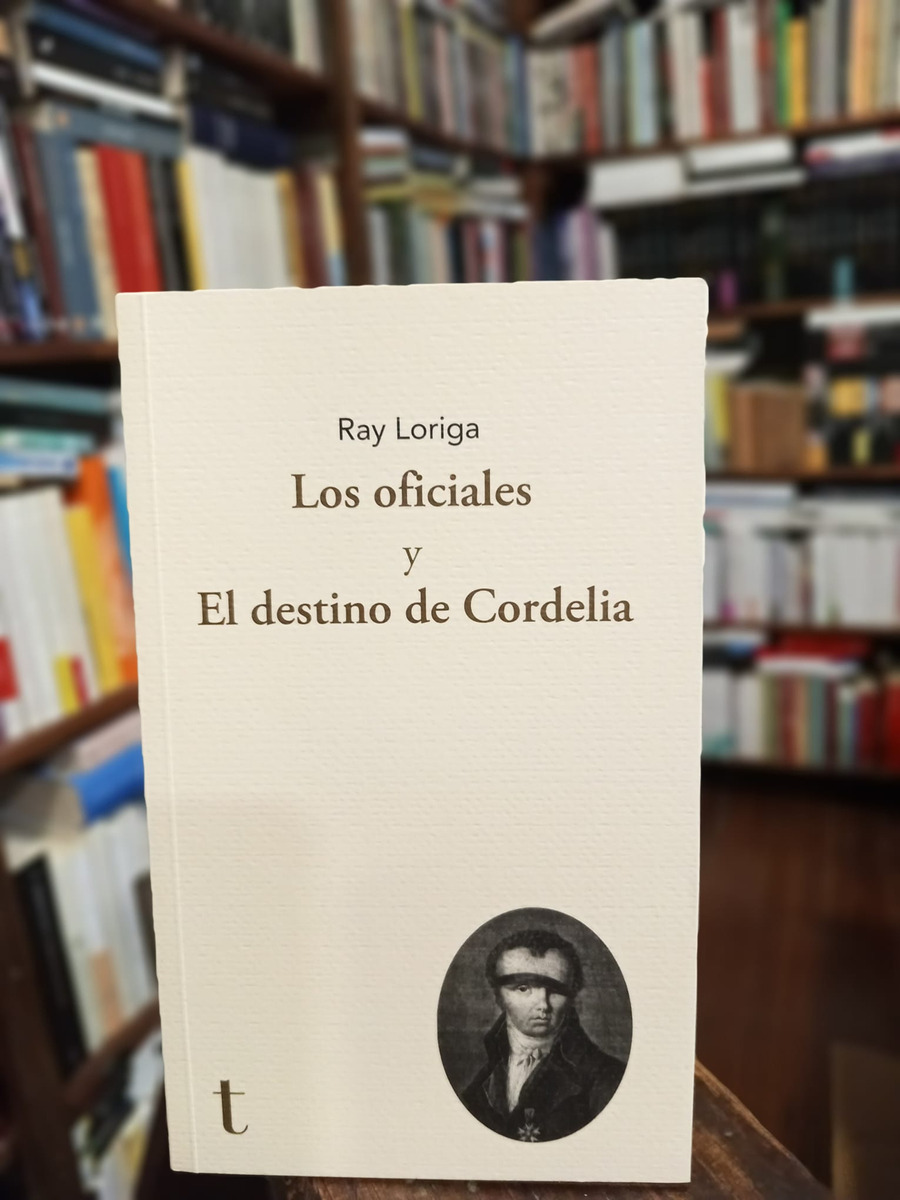 Ray Loriga
Los oficiales
y
El destino de Cordelia
t